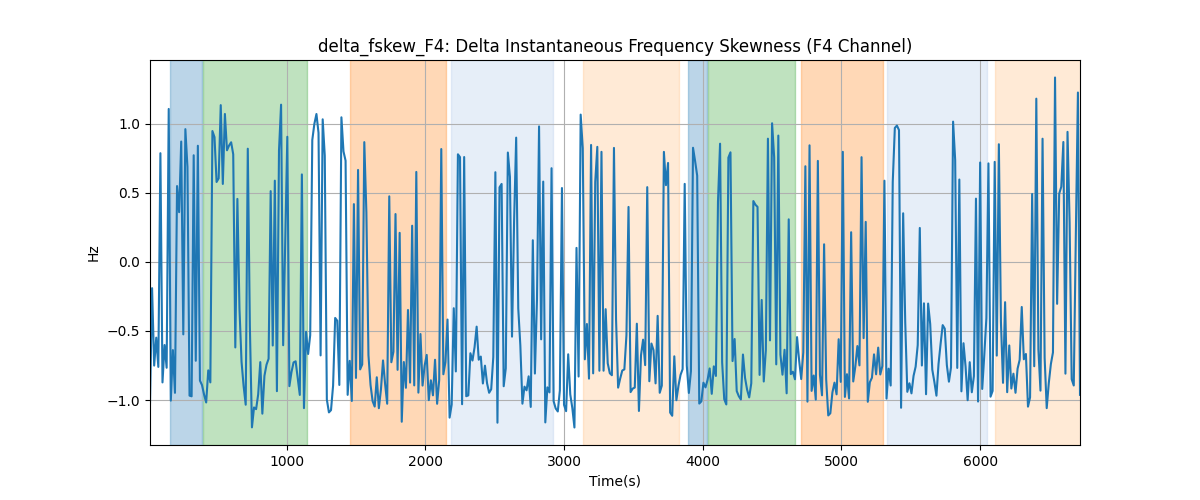 delta_fskew_F4: Delta Instantaneous Frequency Skewness (F4 Channel)
1.0
0.5
0.0
−0.5
−1.0
Hz
1000 2000 3000 4000 5000 6000
Time(s)